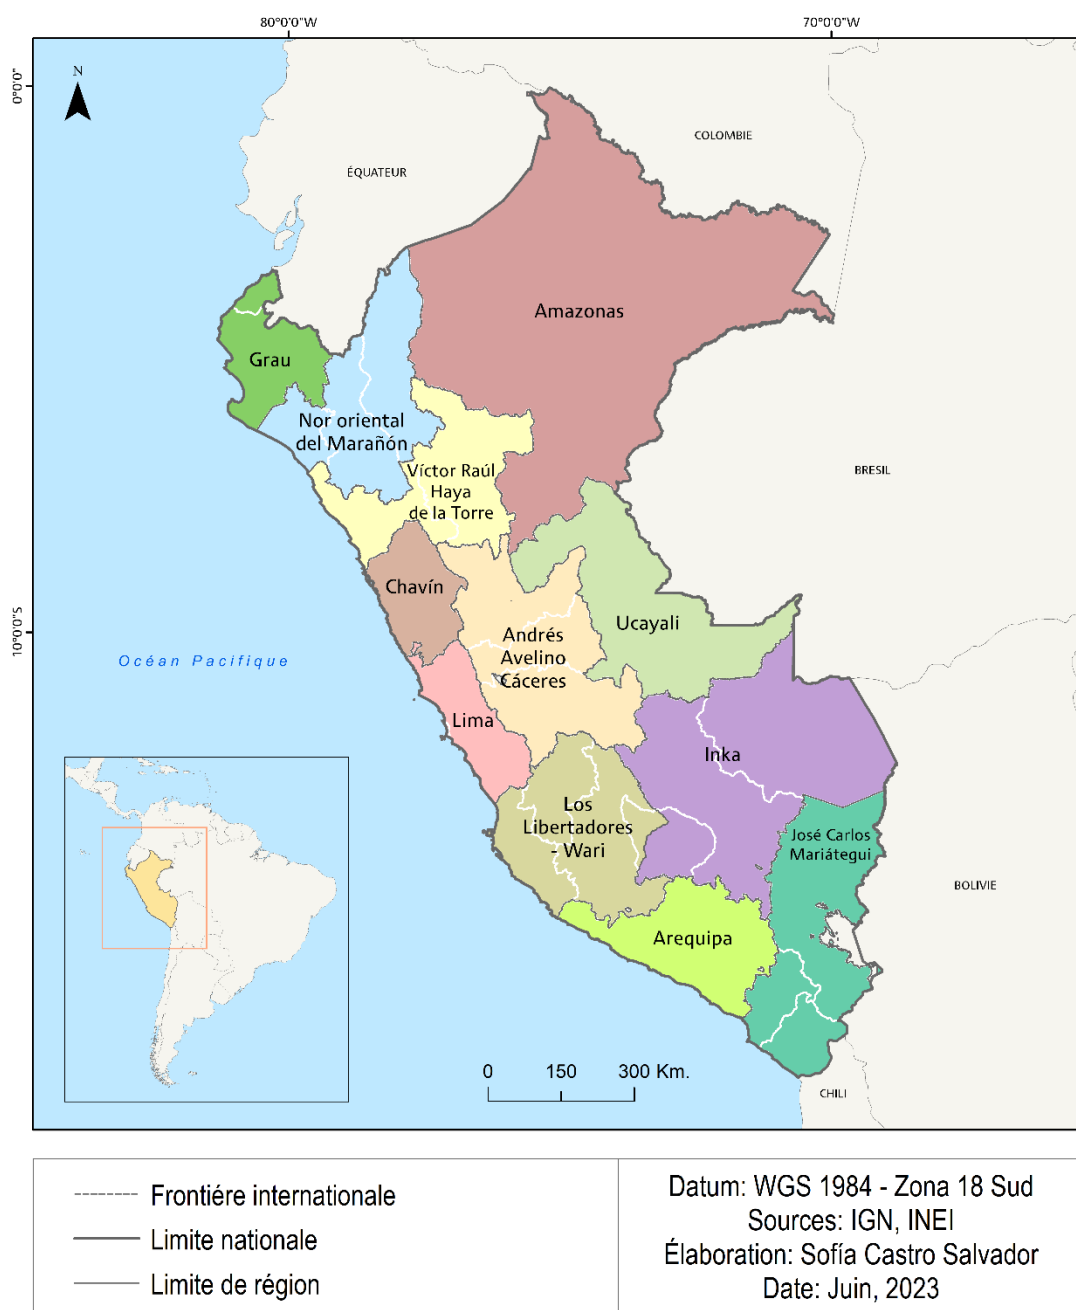 80°0'0"W
70°0'0"W
0°0'0"
10°0'0"S
N
COLOMBIE
ÉQUATEUR
Amazonas
Grau
Nor oriental
del Marañón
BRESIL
Víctor Raúl
Haya
de la Torre
Chavín
Ucayali
Andrés
Avelino
Cáceres
Océan Pacifique
Lima
Inka
Los
Libertadores
- Wari
José Carlos
Mariátegui
BOLIVIE
Arequipa
0 150 300 Km.
CHILI
Frontiére internationale
Limite nationale
Limite de région
Datum: WGS 1984 - Zona 18 Sud
Sources: IGN, INEI
Élaboration: Sofía Castro Salvador
Date: Juin, 2023